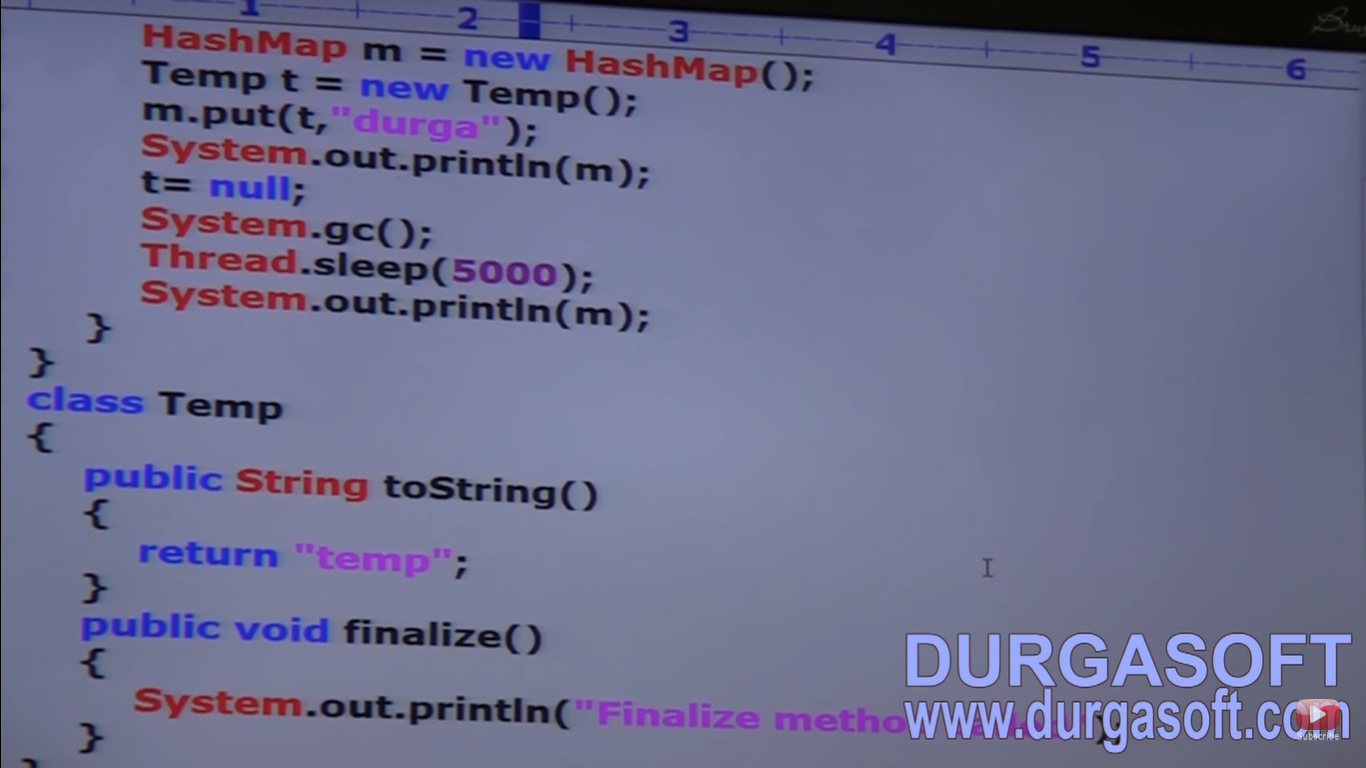 1 2 3 4 5 6
HashMap m = new HashMap();
Temp t = new Temp();
m.put(t,"durga");
System.out.println(m);
t= null;
System.gc();
Thread.sleep(5000);
System.out.println(m);
}
}
class Temp
{
public String toString()
{
return "temp";
}
public void finalize()
{
System.out.println("Finalize
}
}
DURGASOFT
www.durgasoft.com
Subscribe